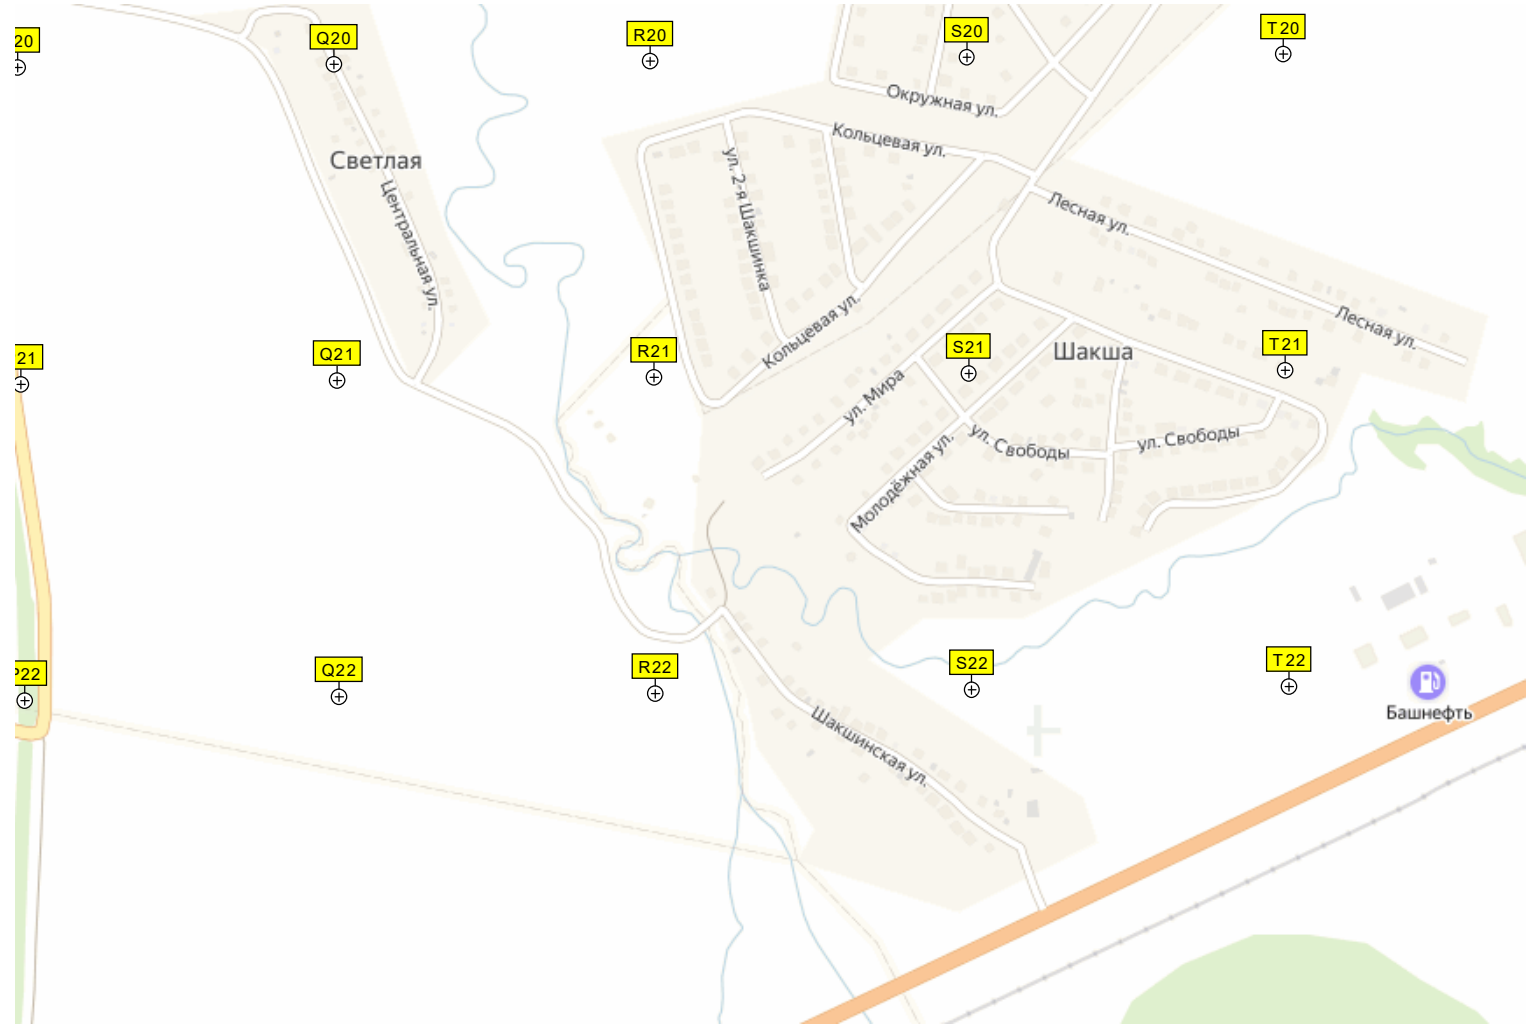 20
Q20
R20
S20
T20
Окружная ул.
Кольцевая ул.
Светлая
ул. 2-я Шакшинка
Центральная ул.
Лесная ул.
Кольцевая ул.
Лесная ул.
21
Q21
R21
S21
T21
Шакша
ул. Мира
ул. Свободы
ул. Свободы
Молодёжная ул.
P22
Q22
R22
S22
T22
Башнефть
Шакшинская ул.